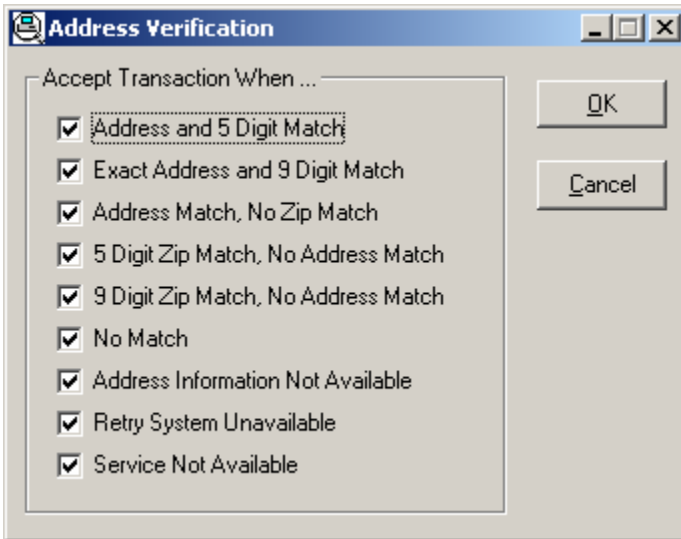 Address Verification
Accept Transaction When ...
Address and 5 Digit Match
Exact Address and 9 Digit Match
Address Match, No Zip Match
5 Digit Zip Match, No Address Match
9 Digit Zip Match, No Address Match
No Match
Address Information Not Available
Retry System Unavailable
Service Not Available
OK
Cancel